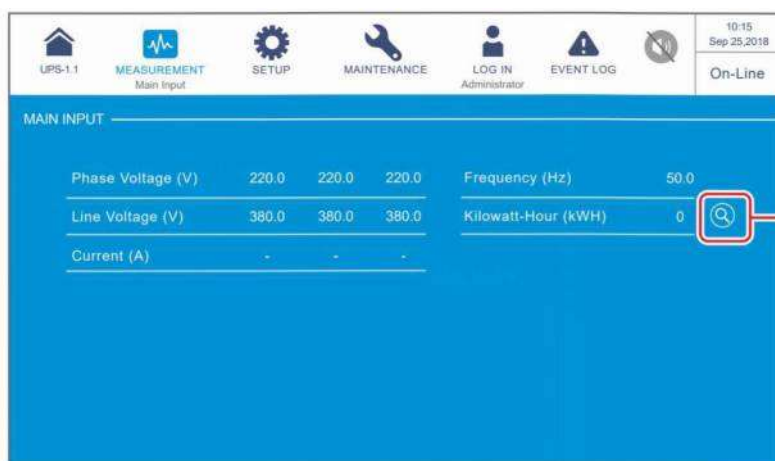 UPS-1.1 MEASUREMENT SETUP MAINTENANCE LOG IN EVENT LOG
Main Input Administrator
10:15
Sep 25,2018
On-Line
MAIN INPUT
Phase Voltage (V) 220.0 220.0 220.0 Frequency (Hz) 50.0
Line Voltage (V) 380.0 380.0 380.0 Kilowatt-Hour (kWH) 0
Current (A) - - -